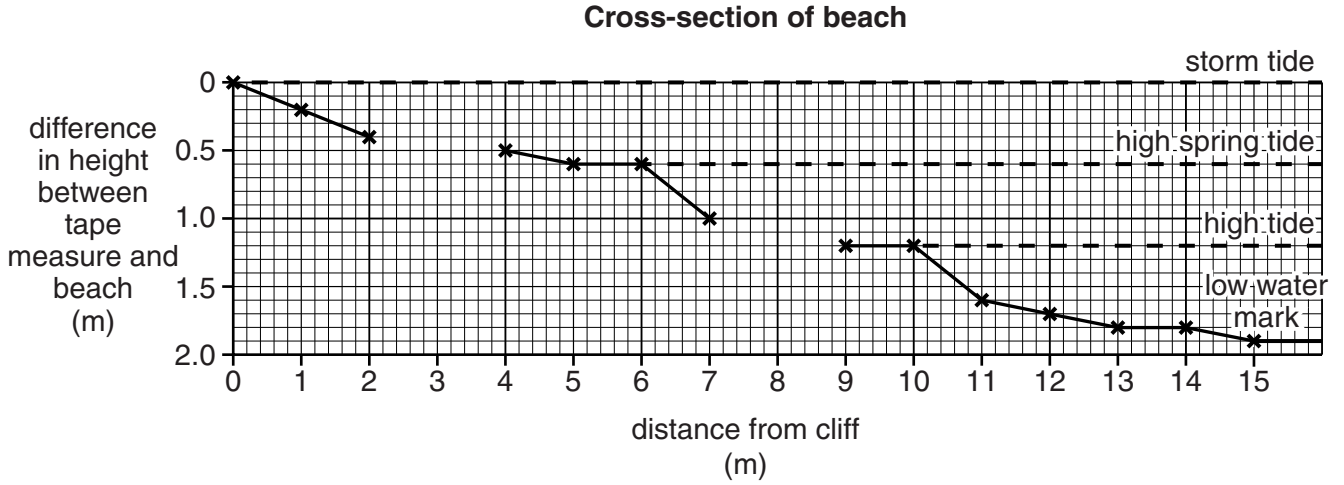 Cross-section of beach
storm tide
high spring tide
high tide
low water
mark
difference
in height
between
tape
measure and
beach
(m)
0
0.5
1.0
1.5
2.0
0 1 2 3 4 5 6 7 8 9 10 11 12 13 14 15
distance from cliff
(m)